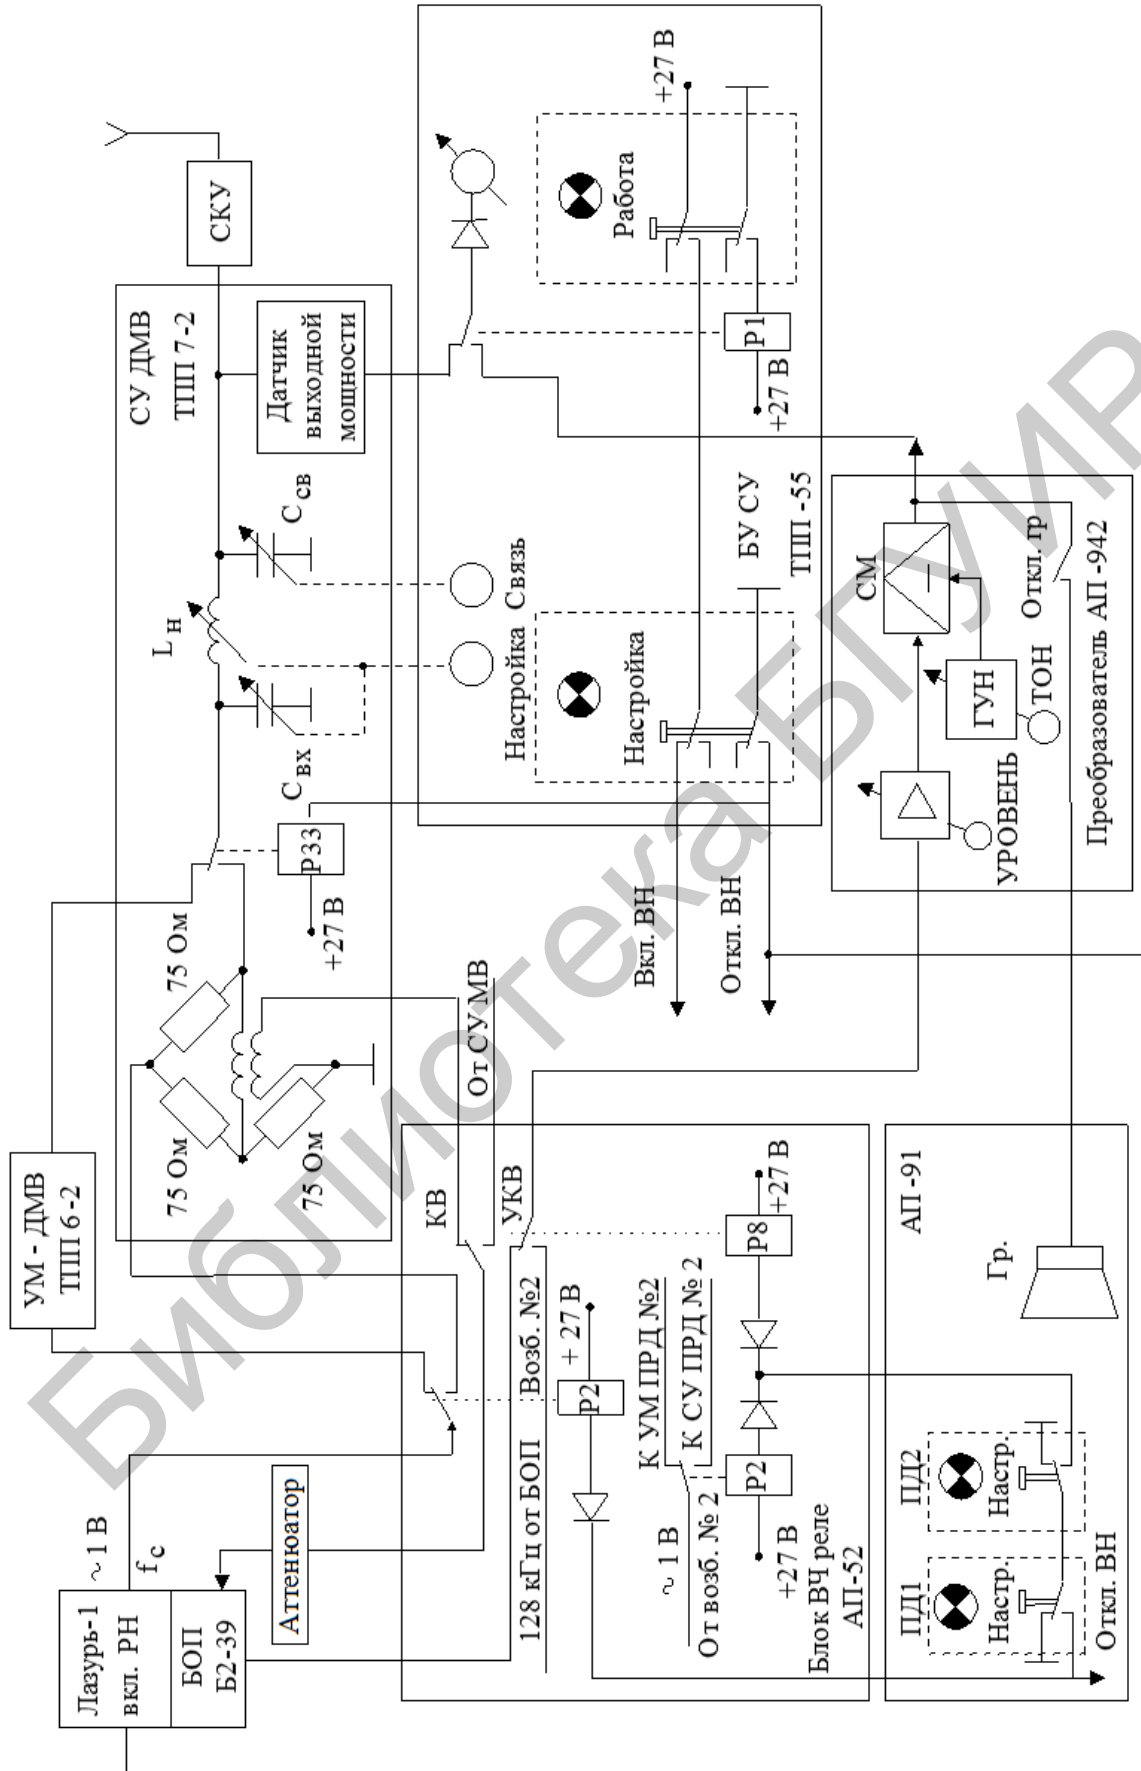 Лазурь-1
вкл. РН
БОП
Б2-39
~ 1 В
f с
Аттенюатор
УМ - ДМВ
ТПП 6-2
75 Ом
75 Ом
75 Ом
+27 В
Р33
С вх
L н
С св
СУ ДМВ
ТПП 7-2
Датчик
выходной
мощности
СКУ
КВ
От СУ МВ
УКВ
Возб. №2
128 кГц от БОП
+ 27 В
Р2
К УМ ПРД №2
К СУ ПРД № 2
~ 1 В
От возб. № 2
Р2
+27 В
Р8
+27 В
Блок ВЧ реле
АП-52
Настройка
Связь
Настройка
Вкл. ВН
Откл. ВН
БУ СУ
ТПП -55
Работа
+27 В
Р1
+27 В
СМ
ГУН
ТОН
УРОВЕНЬ
Откл. гр
Преобразователь АП -942
АП -91
Гр.
ПД1
Настр.
ПД2
Настр.
Откл. ВН
Библиотека БГУИР